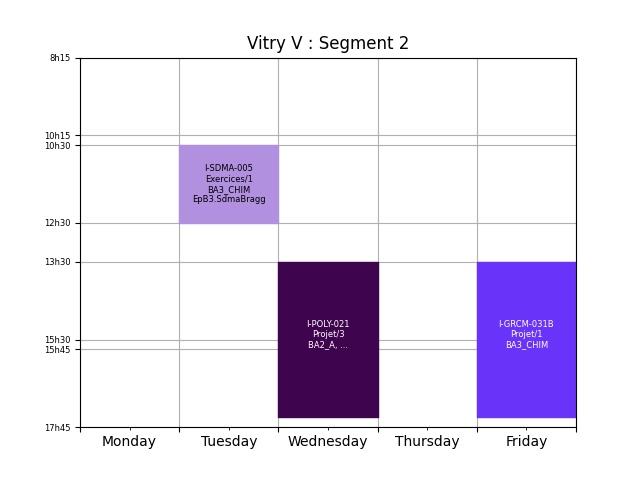 Vitry V : Segment 2
8h15
10h15
10h30
I-SDMA-005
Exercices/1
BA3_CHIM
EpB3.SdmaBragg
12h30
13h30
I-POLY-021
Projet/3
BA2_A, ...
I-GRCM-031B
Projet/1
BA3_CHIM
15h30
15h45
17h45
Monday Tuesday Wednesday Thursday Friday